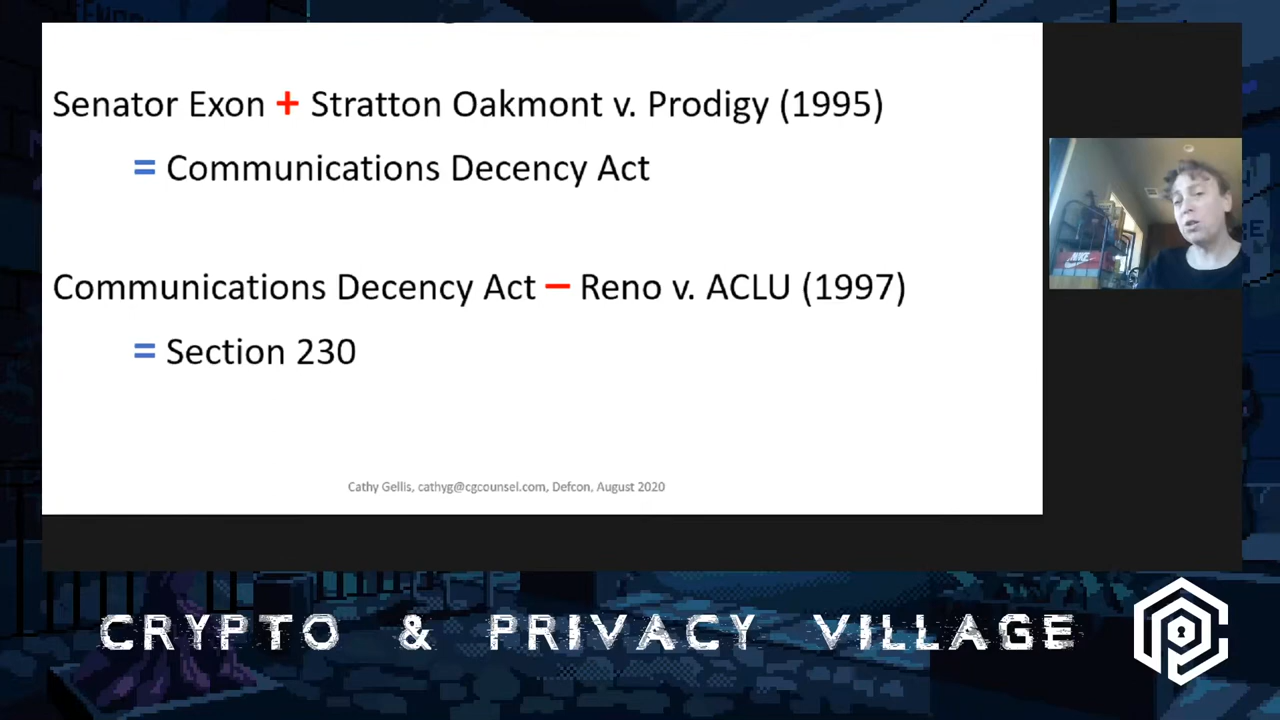 Senator Exon + Stratton Oakmont v. Prodigy (1995)
= Communications Decency Act
Communications Decency Act – Reno v. ACLU (1997)
= Section 230
Cathy Gellis, cathyg@cgcounsel.com, Defcon, August 2020
NIKE
CRYPTO & PRIVACY VILLAGE